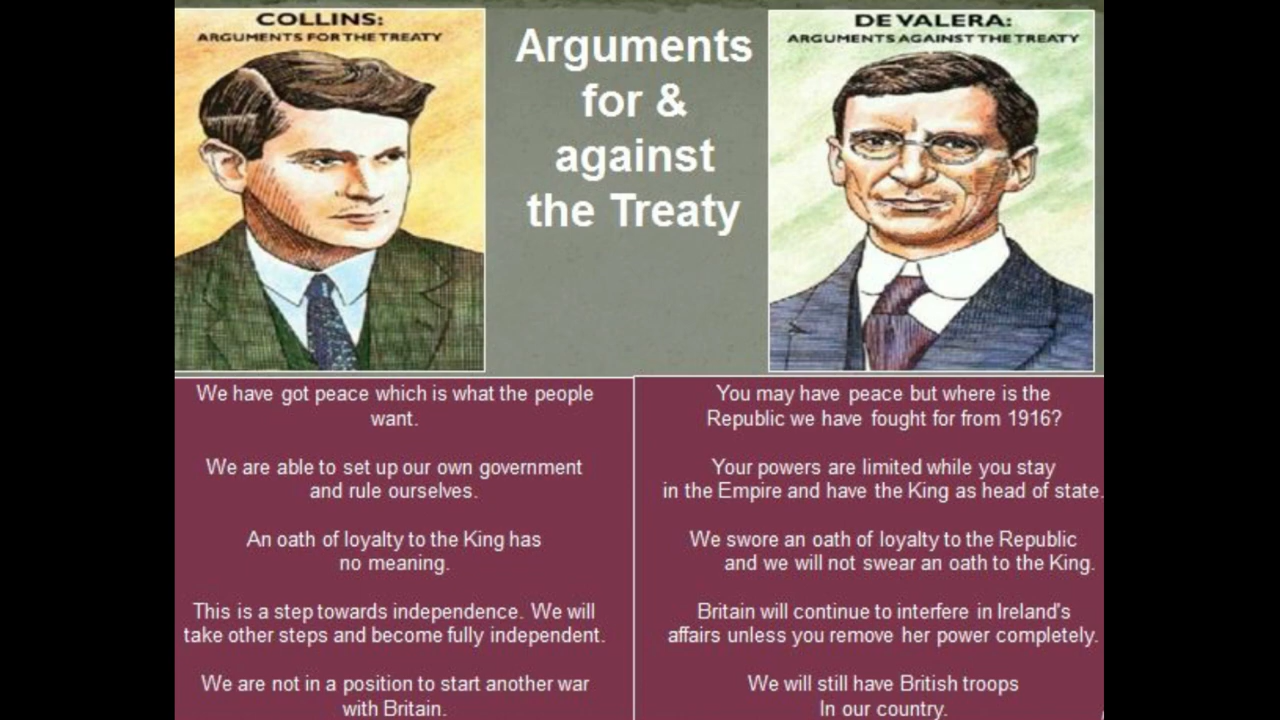 COLLINS:
ARGUMENTS FOR THE TREATY
Arguments
for &
against
the Treaty
DE VALERA:
ARGUMENTS AGAINST THE TREATY
We have got peace which is what the people
want.
We are able to set up our own government
and rule ourselves.
An oath of loyalty to the King has
no meaning.
This is a step towards independence. We will
take other steps and become fully independent.
We are not in a position to start another war
with Britain.
You may have peace but where is the
Republic we have fought for from 1916?
Your powers are limited while you stay
in the Empire and have the King as head of state.
We swore an oath of loyalty to the Republic
and we will not swear an oath to the King.
Britain will continue to interfere in Ireland's
affairs unless you remove her power completely.
We will still have British troops
In our country.